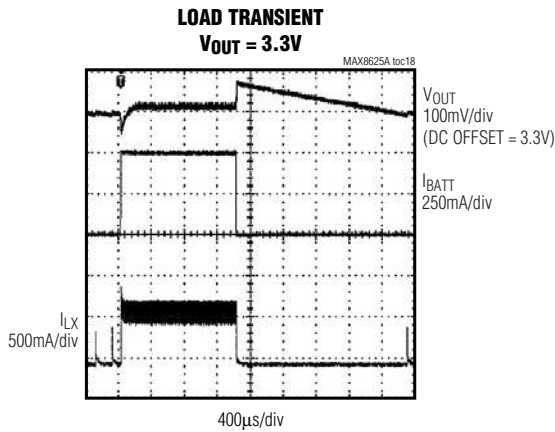 LOAD TRANSIENT
VOUT = 3.3V
MAX8625A toc18
VOUT
100mV/div
(DC OFFSET = 3.3V)
IBATT
250mA/div
ILX
500mA/div
400µs/div